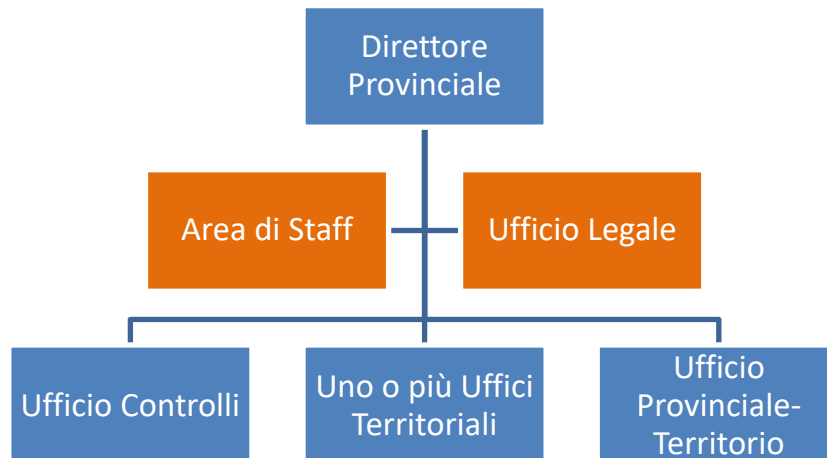 Direttore
Provinciale
Area di Staff
Ufficio Legale
Ufficio Controlli
Uno o più Uffici
Territoriali
Ufficio
Provinciale-
Territorio